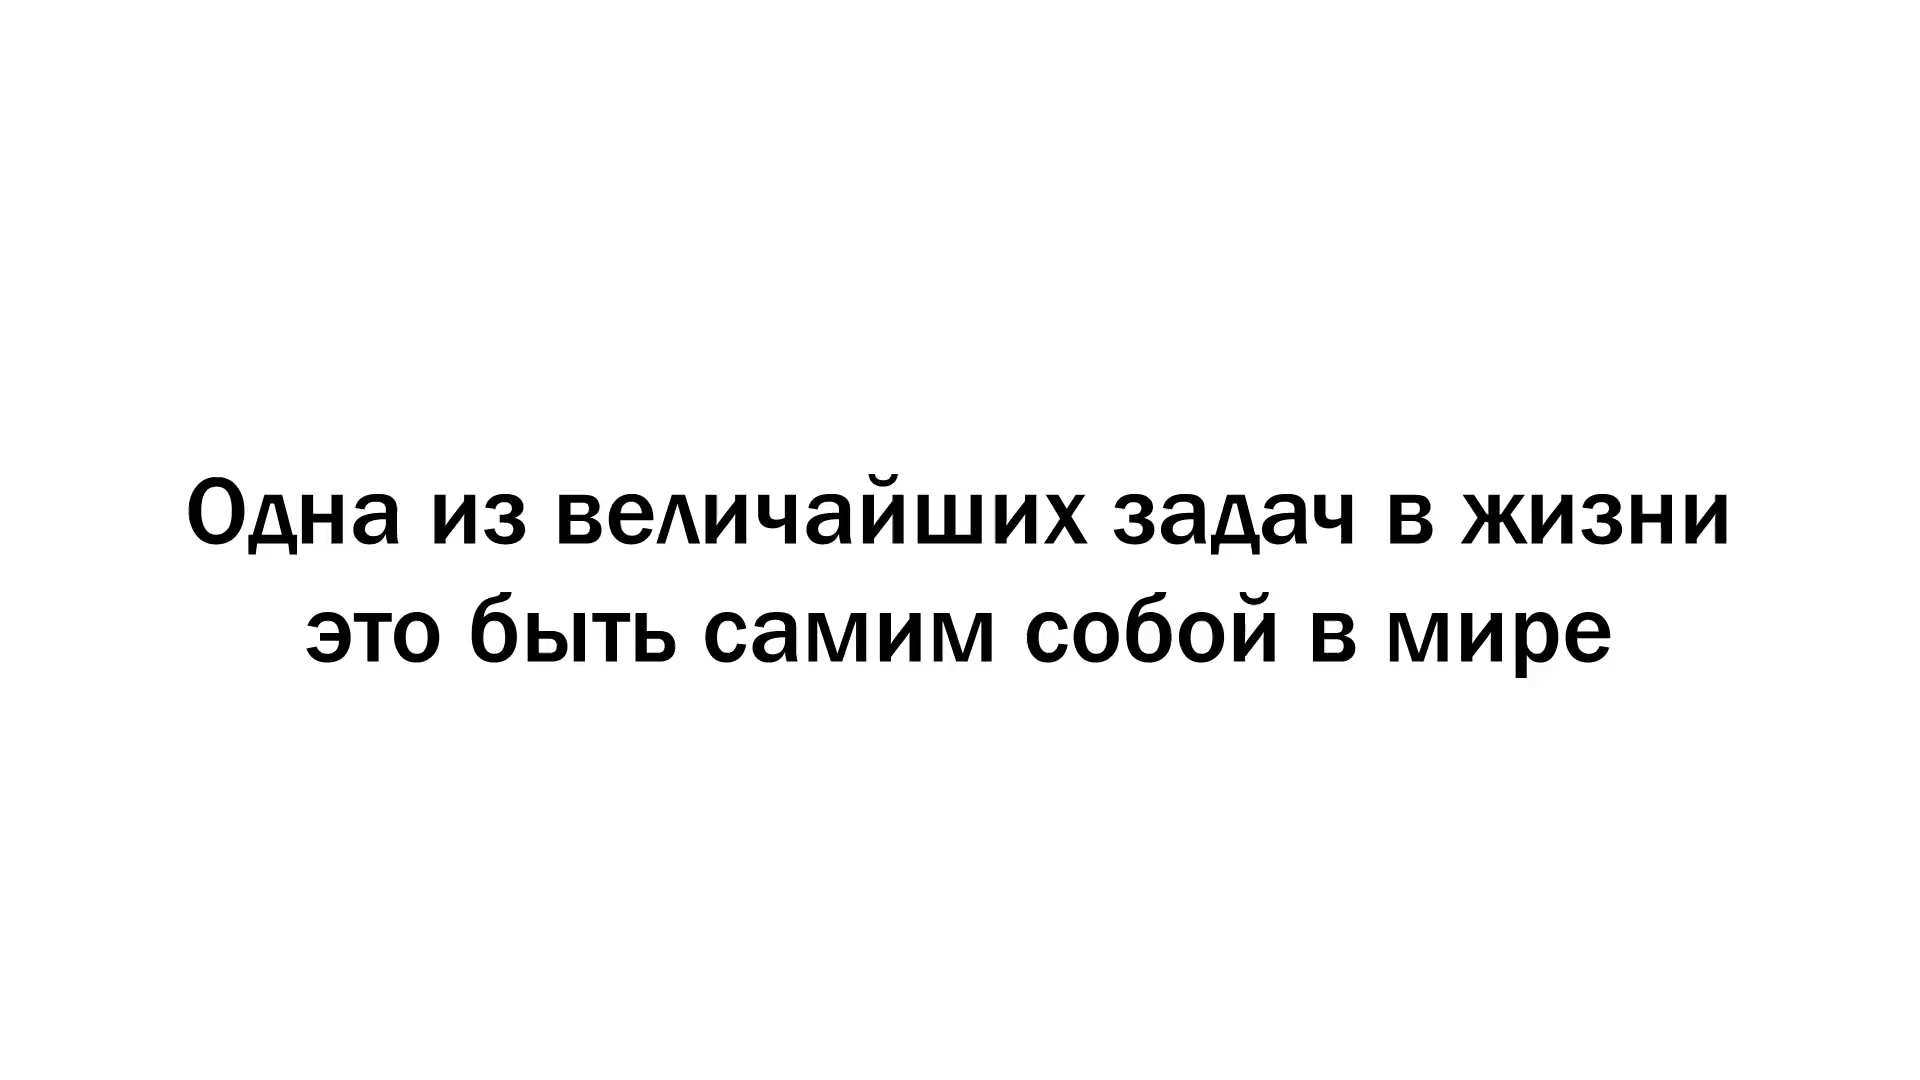 Одна из величайших задач в жизни
это быть самим собой в мире